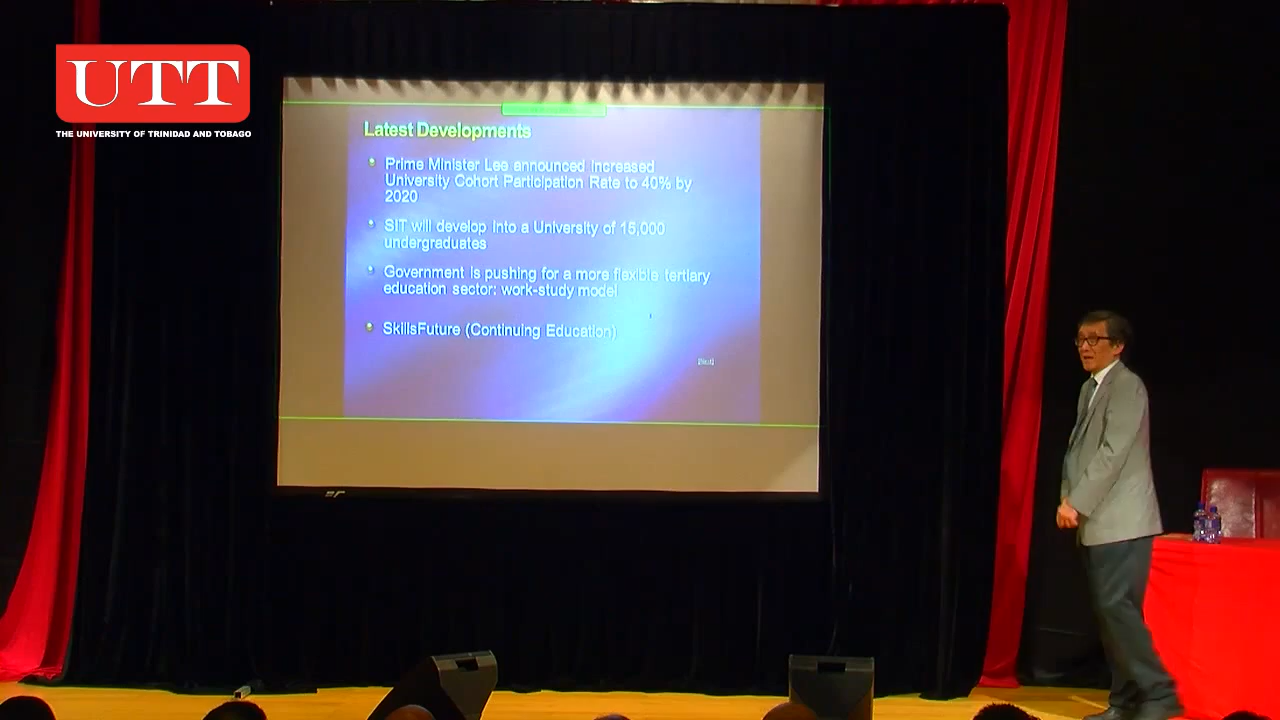 UTT
THE UNIVERSITY OF TRINIDAD AND TOBAGO
Latest Developments
Prime Minister Lee announced increased
University Cohort Participation Rate to 40% by
2020
SIT will develop into a University of 15,000
undergraduates
Government is pushing for a more flexible tertiary
education sector: work-study model
SkillsFuture (Continuing Education)